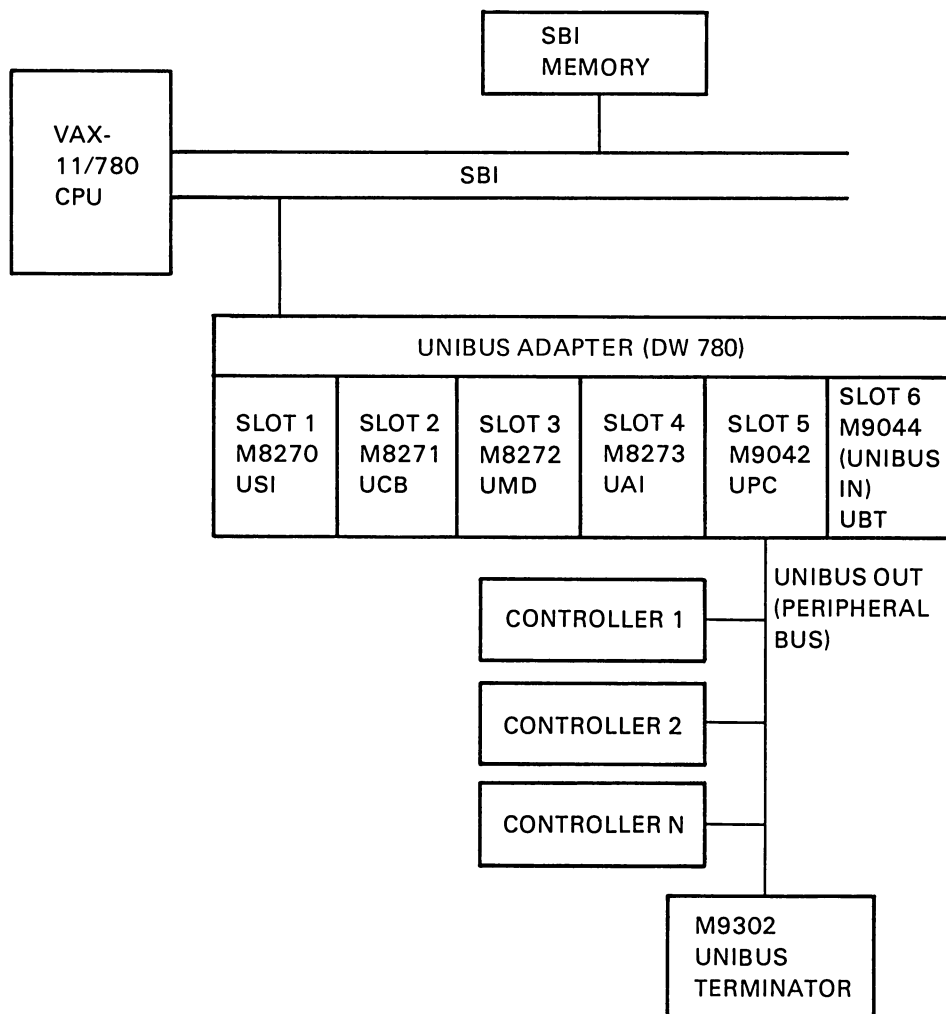 SBI
MEMORY
VAX-
11/780
CPU
SBI
UNIBUS ADAPTER (DW 780)
SLOT 1
M8270
USI
SLOT 2
M8271
UCB
SLOT 3
M8272
UMD
SLOT 4
M8273
UAI
SLOT 5
M9042
UPC
SLOT 6
M9044
(UNIBUS
IN)
UBT
UNIBUS OUT
(PERIPHERAL
BUS)
CONTROLLER 1
CONTROLLER 2
CONTROLLER N
M9302
UNIBUS
TERMINATOR